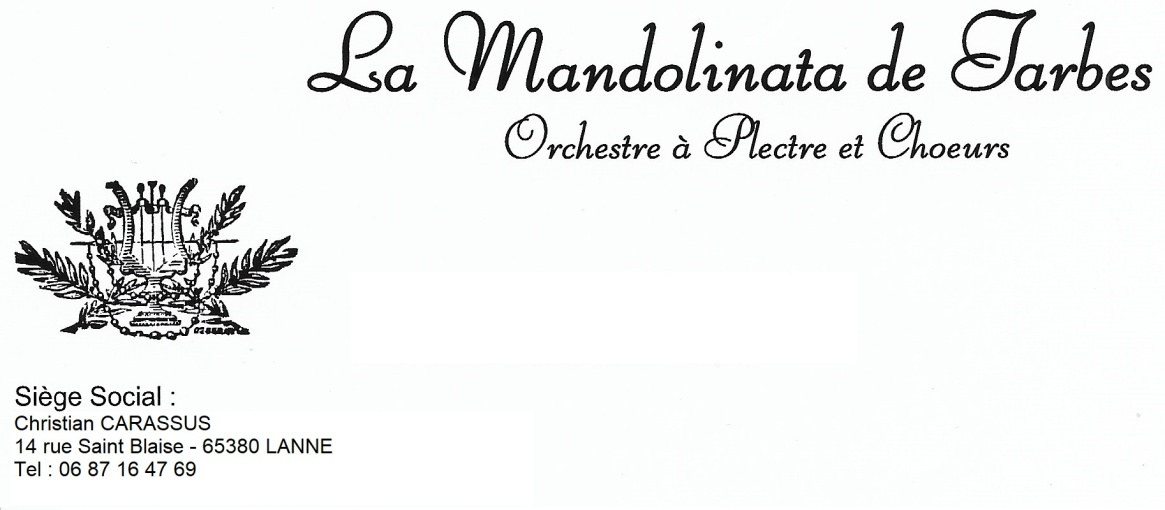 La Mandolinata de Tarbes
Orchestre à Plectre et Choeurs
Siège Social :
Christian CARASSUS
14 rue Saint Blaise - 65380 LANNE
Tel : 06 87 16 47 69